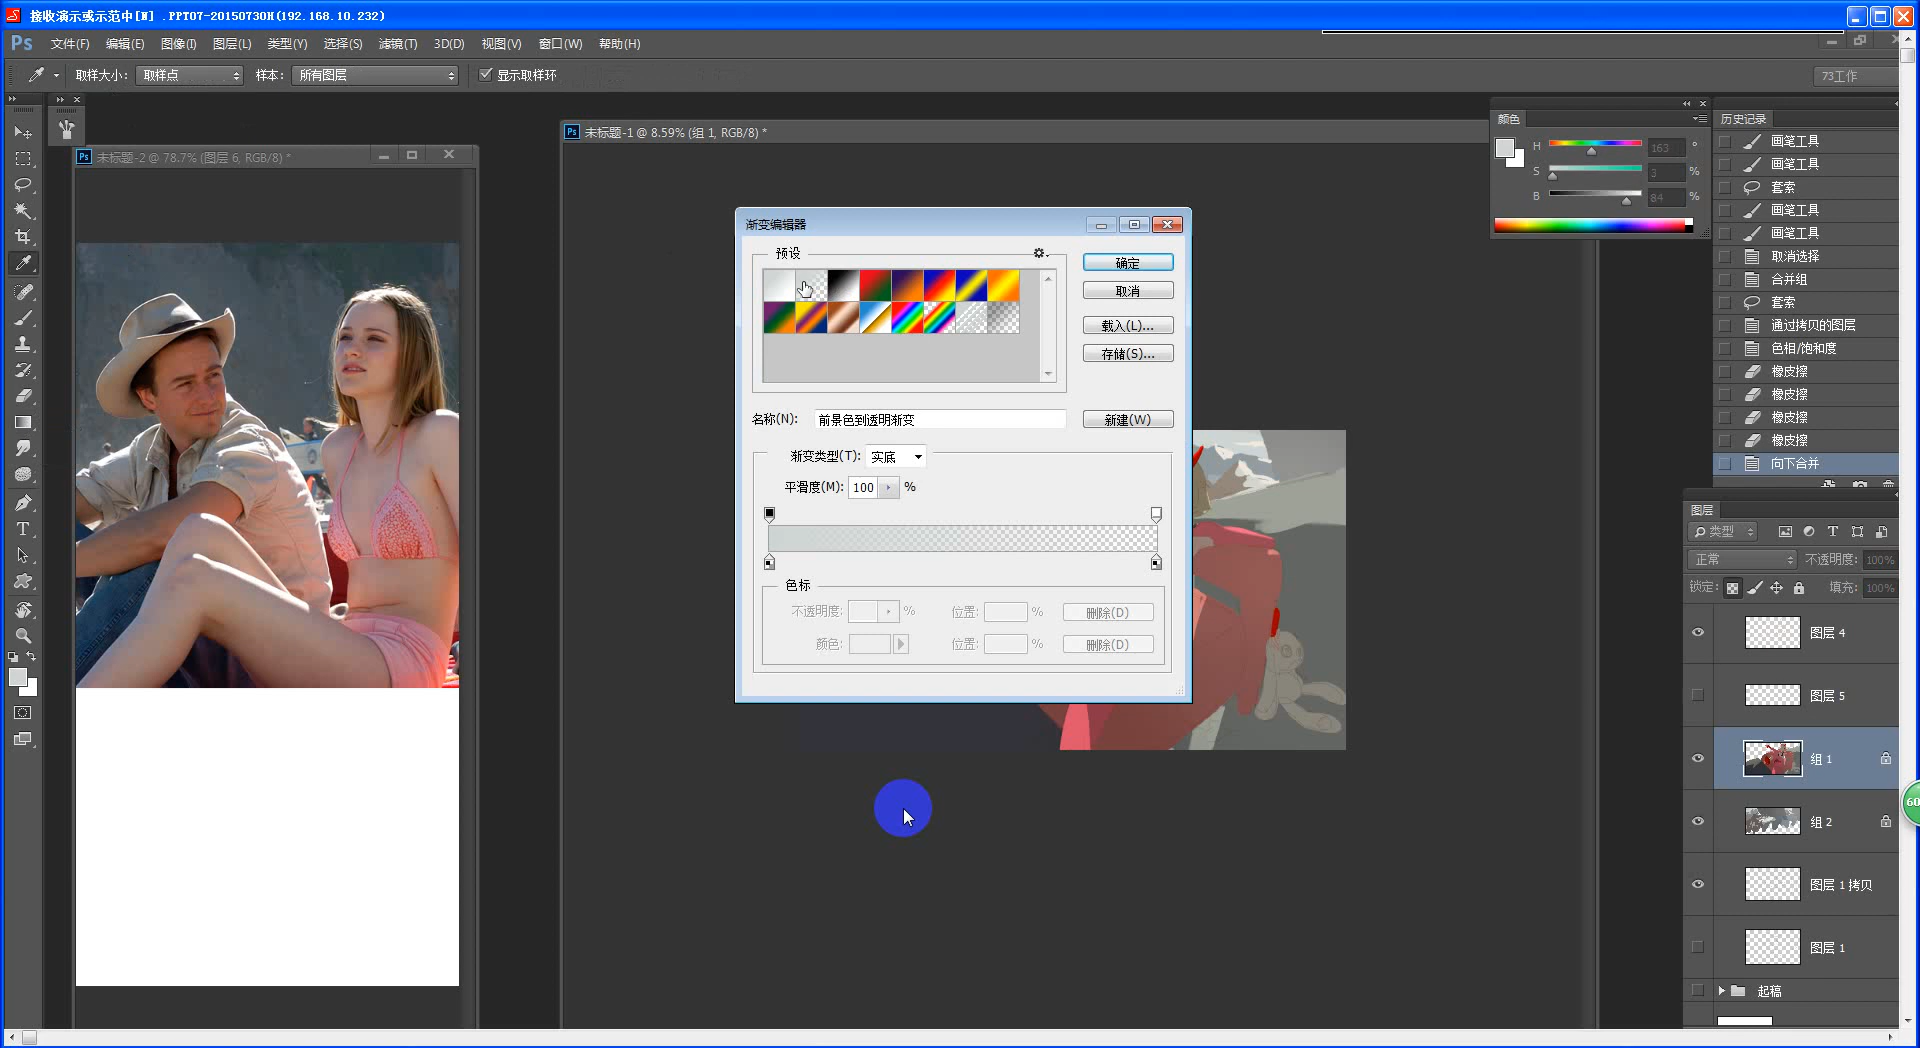 接收演示或示范中[N] .PPT07-20150730H(192.168.10.232)
Ps 文件(F) 编辑(E) 图像(I) 图层(L) 类型(Y) 选择(S) 滤镜(T) 3D(D) 视图(V) 窗口(W) 帮助(H)
取样大小: 取样点 样本: 所有图层 显示取样环 73工作
Ps 未标题-2 @ 78.7% (图层 6, RGB/8) *
Ps 未标题-1 @ 8.59% (组 1, RGB/8) *
渐变编辑器
预设
确定
取消
载入(L)...
存储(S)...
名称(N): 前景色到透明渐变 新建(W)
渐变类型(T): 实底
平滑度(M): 100 %
色标
不透明度: % 位置: % 删除(D)
颜色: 位置: % 删除(D)
颜色
H 163 °
S 3 %
B 84 %
历史记录
画笔工具
画笔工具
套索
画笔工具
画笔工具
取消选择
合并组
套索
通过拷贝的图层
色相/饱和度
橡皮擦
橡皮擦
橡皮擦
橡皮擦
向下合并
图层
类型
正常 不透明度: 100%
锁定: 填充: 100%
图层 4
图层 5
组 1
组 2
图层 1 拷贝
图层 1
起稿
60